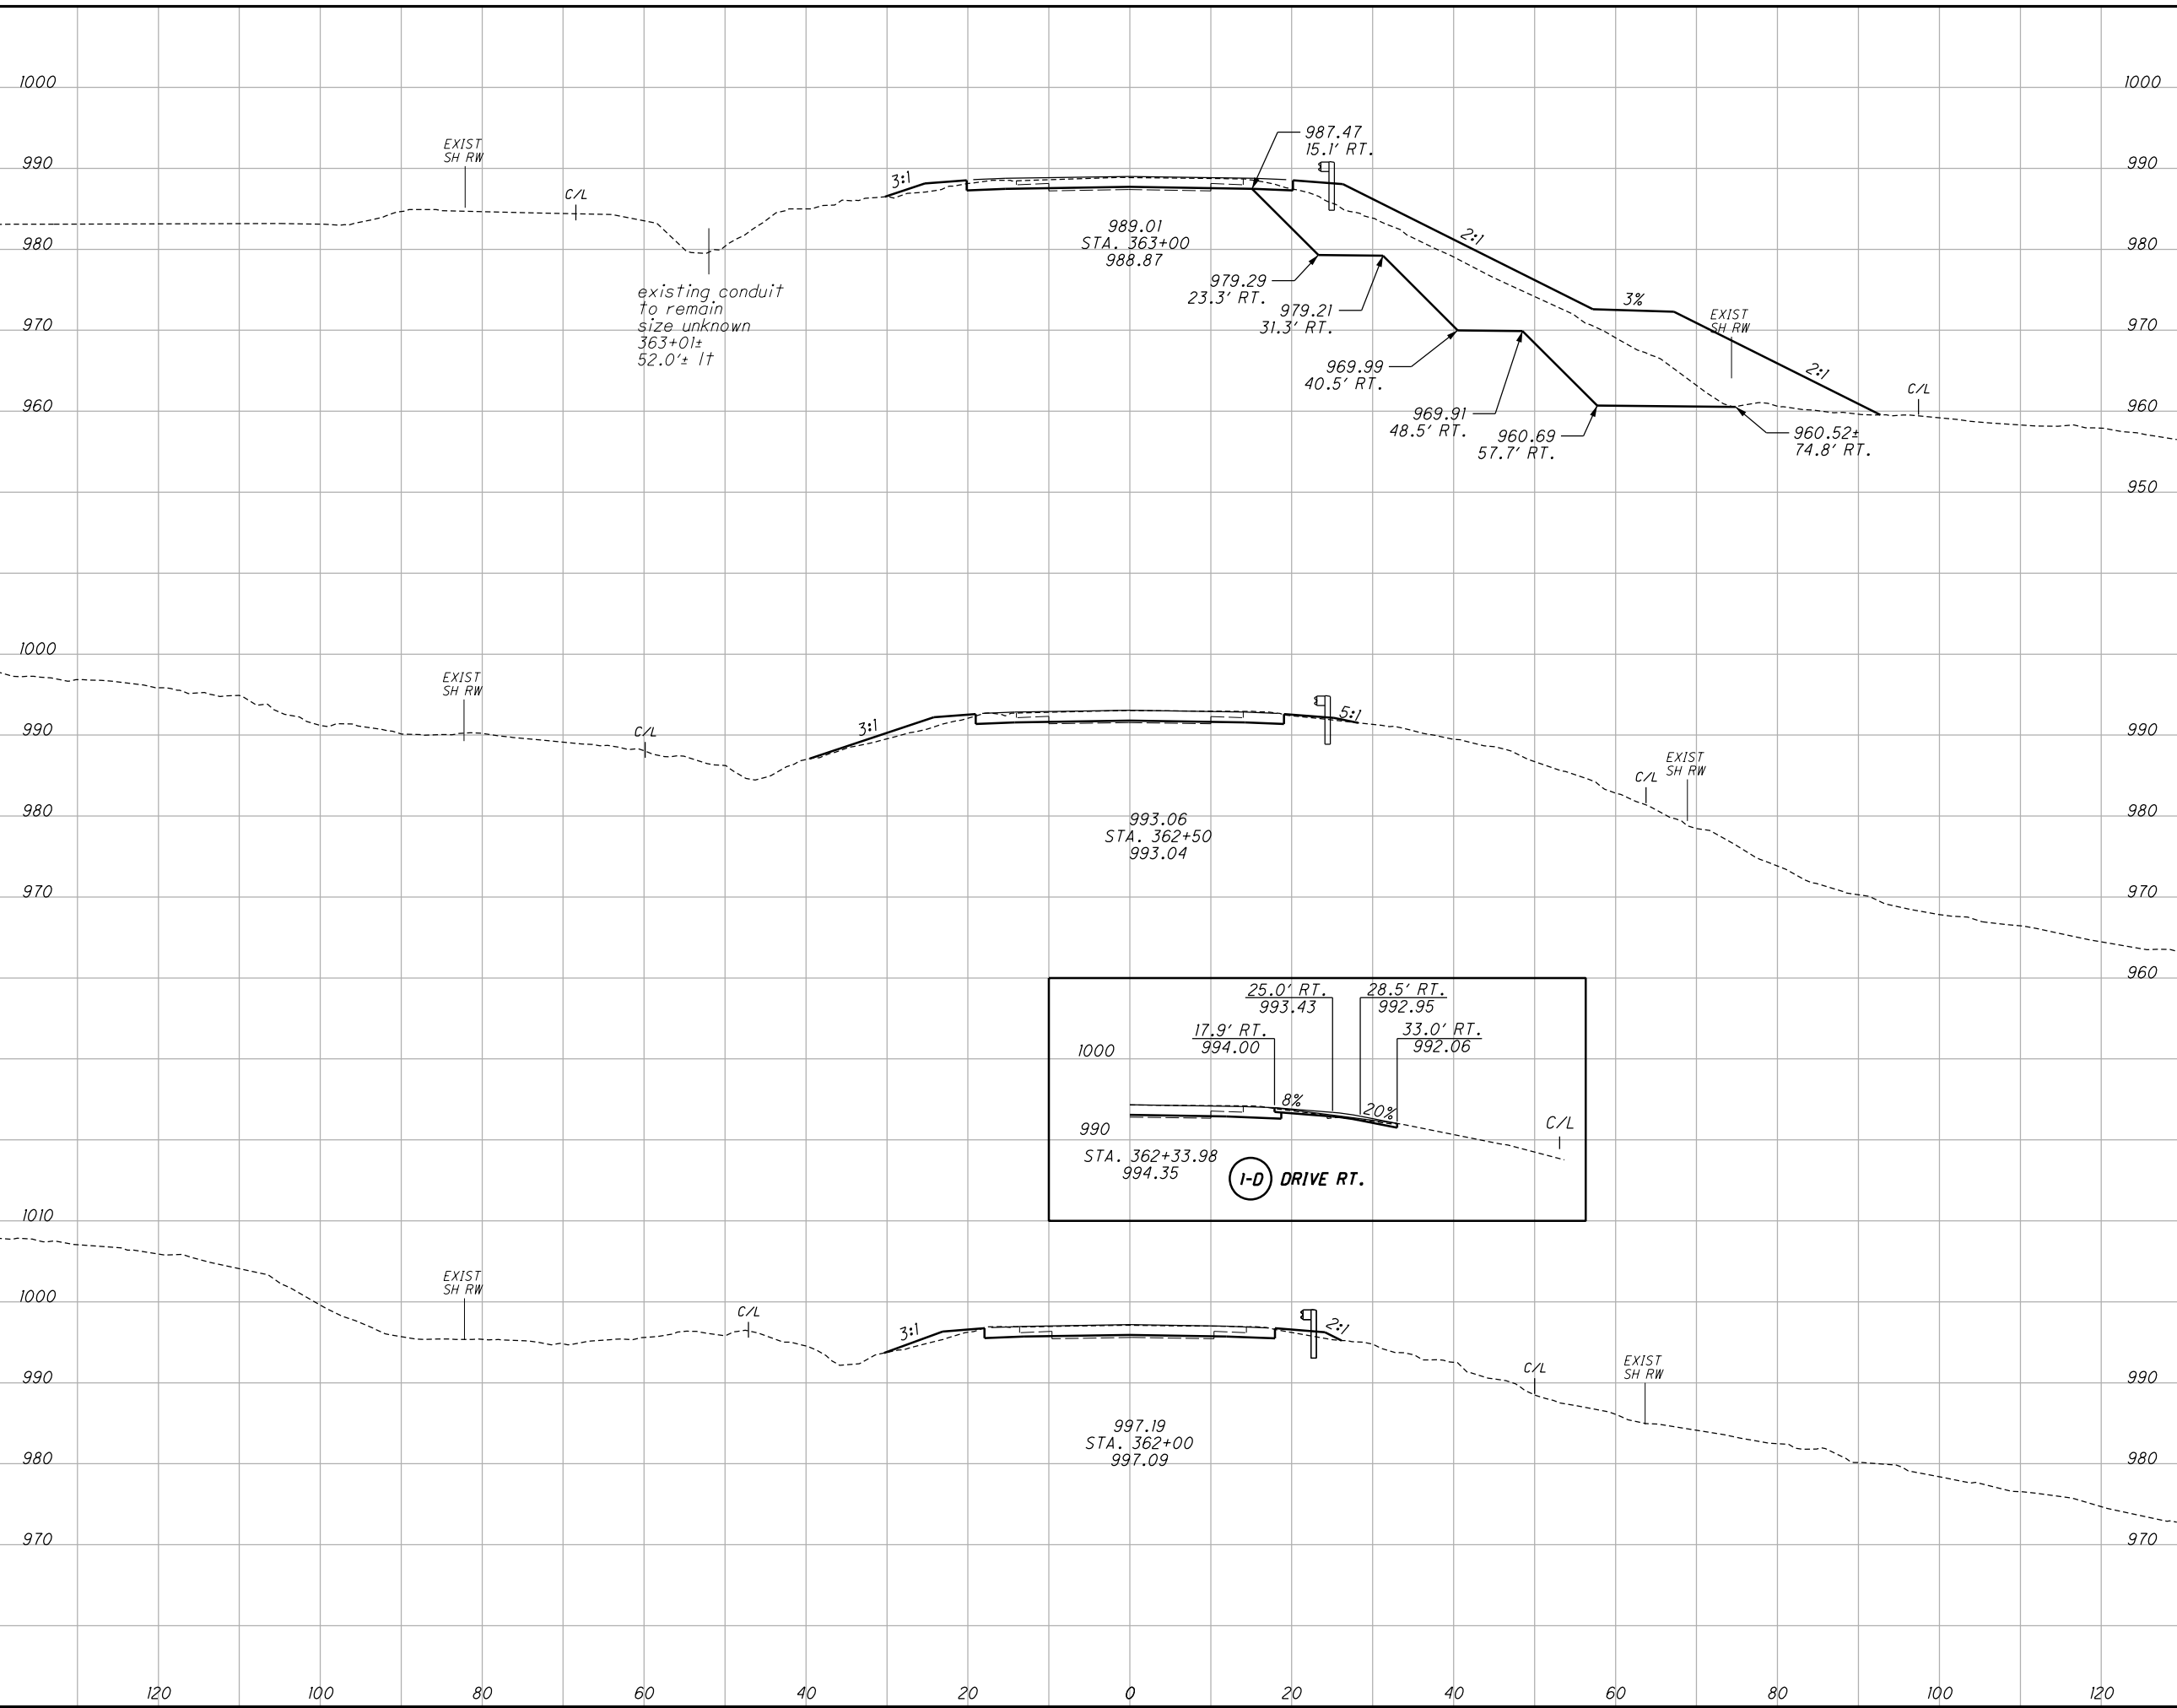 1000
1000
EXIST
SH RW
C/L
990
990
3:1
987.47
15.1' RT.
989.01
STA. 363+00
988.87
2:1
980
980
existing conduit
to remain
size unknown
363+01±
52.0'± lt
979.29
23.3' RT.
979.21
31.3' RT.
3%
EXIST
SH RW
970
970
969.99
40.5' RT.
2:1
C/L
969.91
48.5' RT.
960.69
57.7' RT.
960.52±
74.8' RT.
960
960
950
1000
EXIST
SH RW
C/L
3:1
5:1
990
990
C/L
EXIST
SH RW
980
980
993.06
STA. 362+50
993.04
970
970
960
25.0' RT.
993.43
28.5' RT.
992.95
17.9' RT.
994.00
33.0' RT.
992.06
1000
8%
20%
C/L
990
STA. 362+33.98
994.35
1-D DRIVE RT.
1010
EXIST
SH RW
1000
C/L
3:1
2:1
C/L
EXIST
SH RW
990
990
997.19
STA. 362+00
997.09
980
980
970
970
120 100 80 60 40 20 0 20 40 60 80 100 120